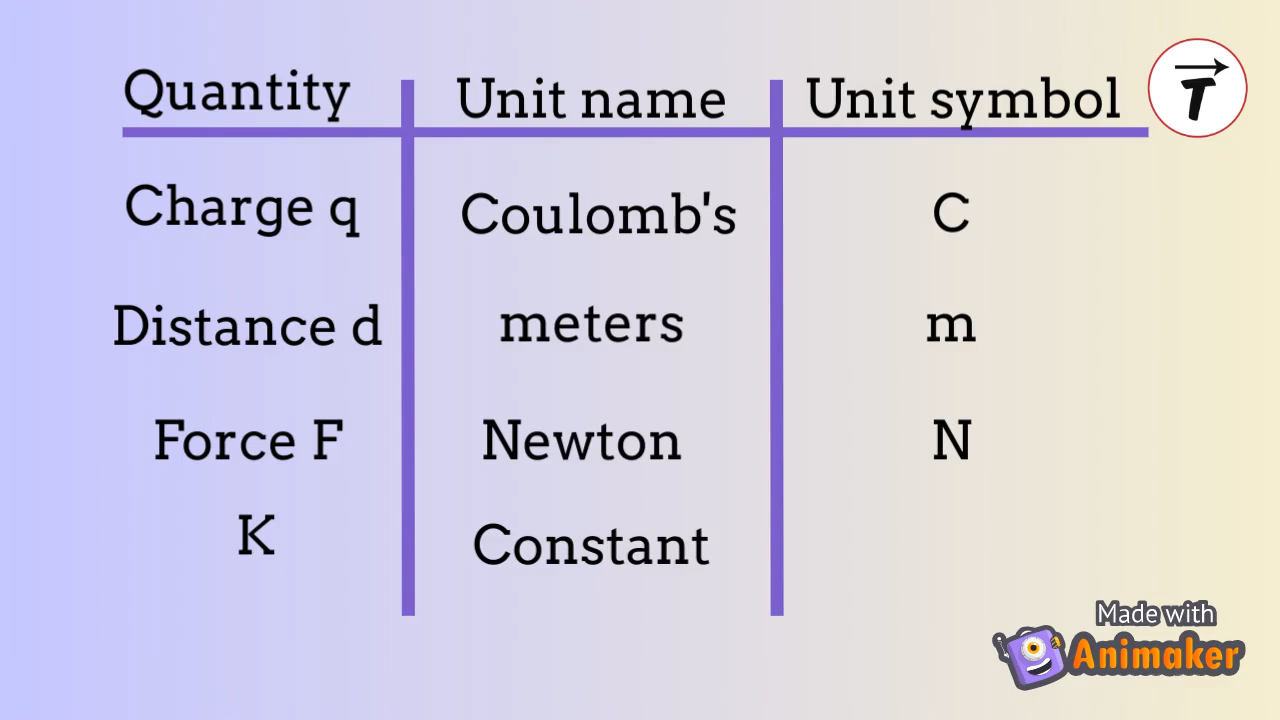 Quantity Unit name Unit symbol
Charge q Coulomb's C
Distance d meters m
Force F Newton N
K Constant
T
Made with
Animaker